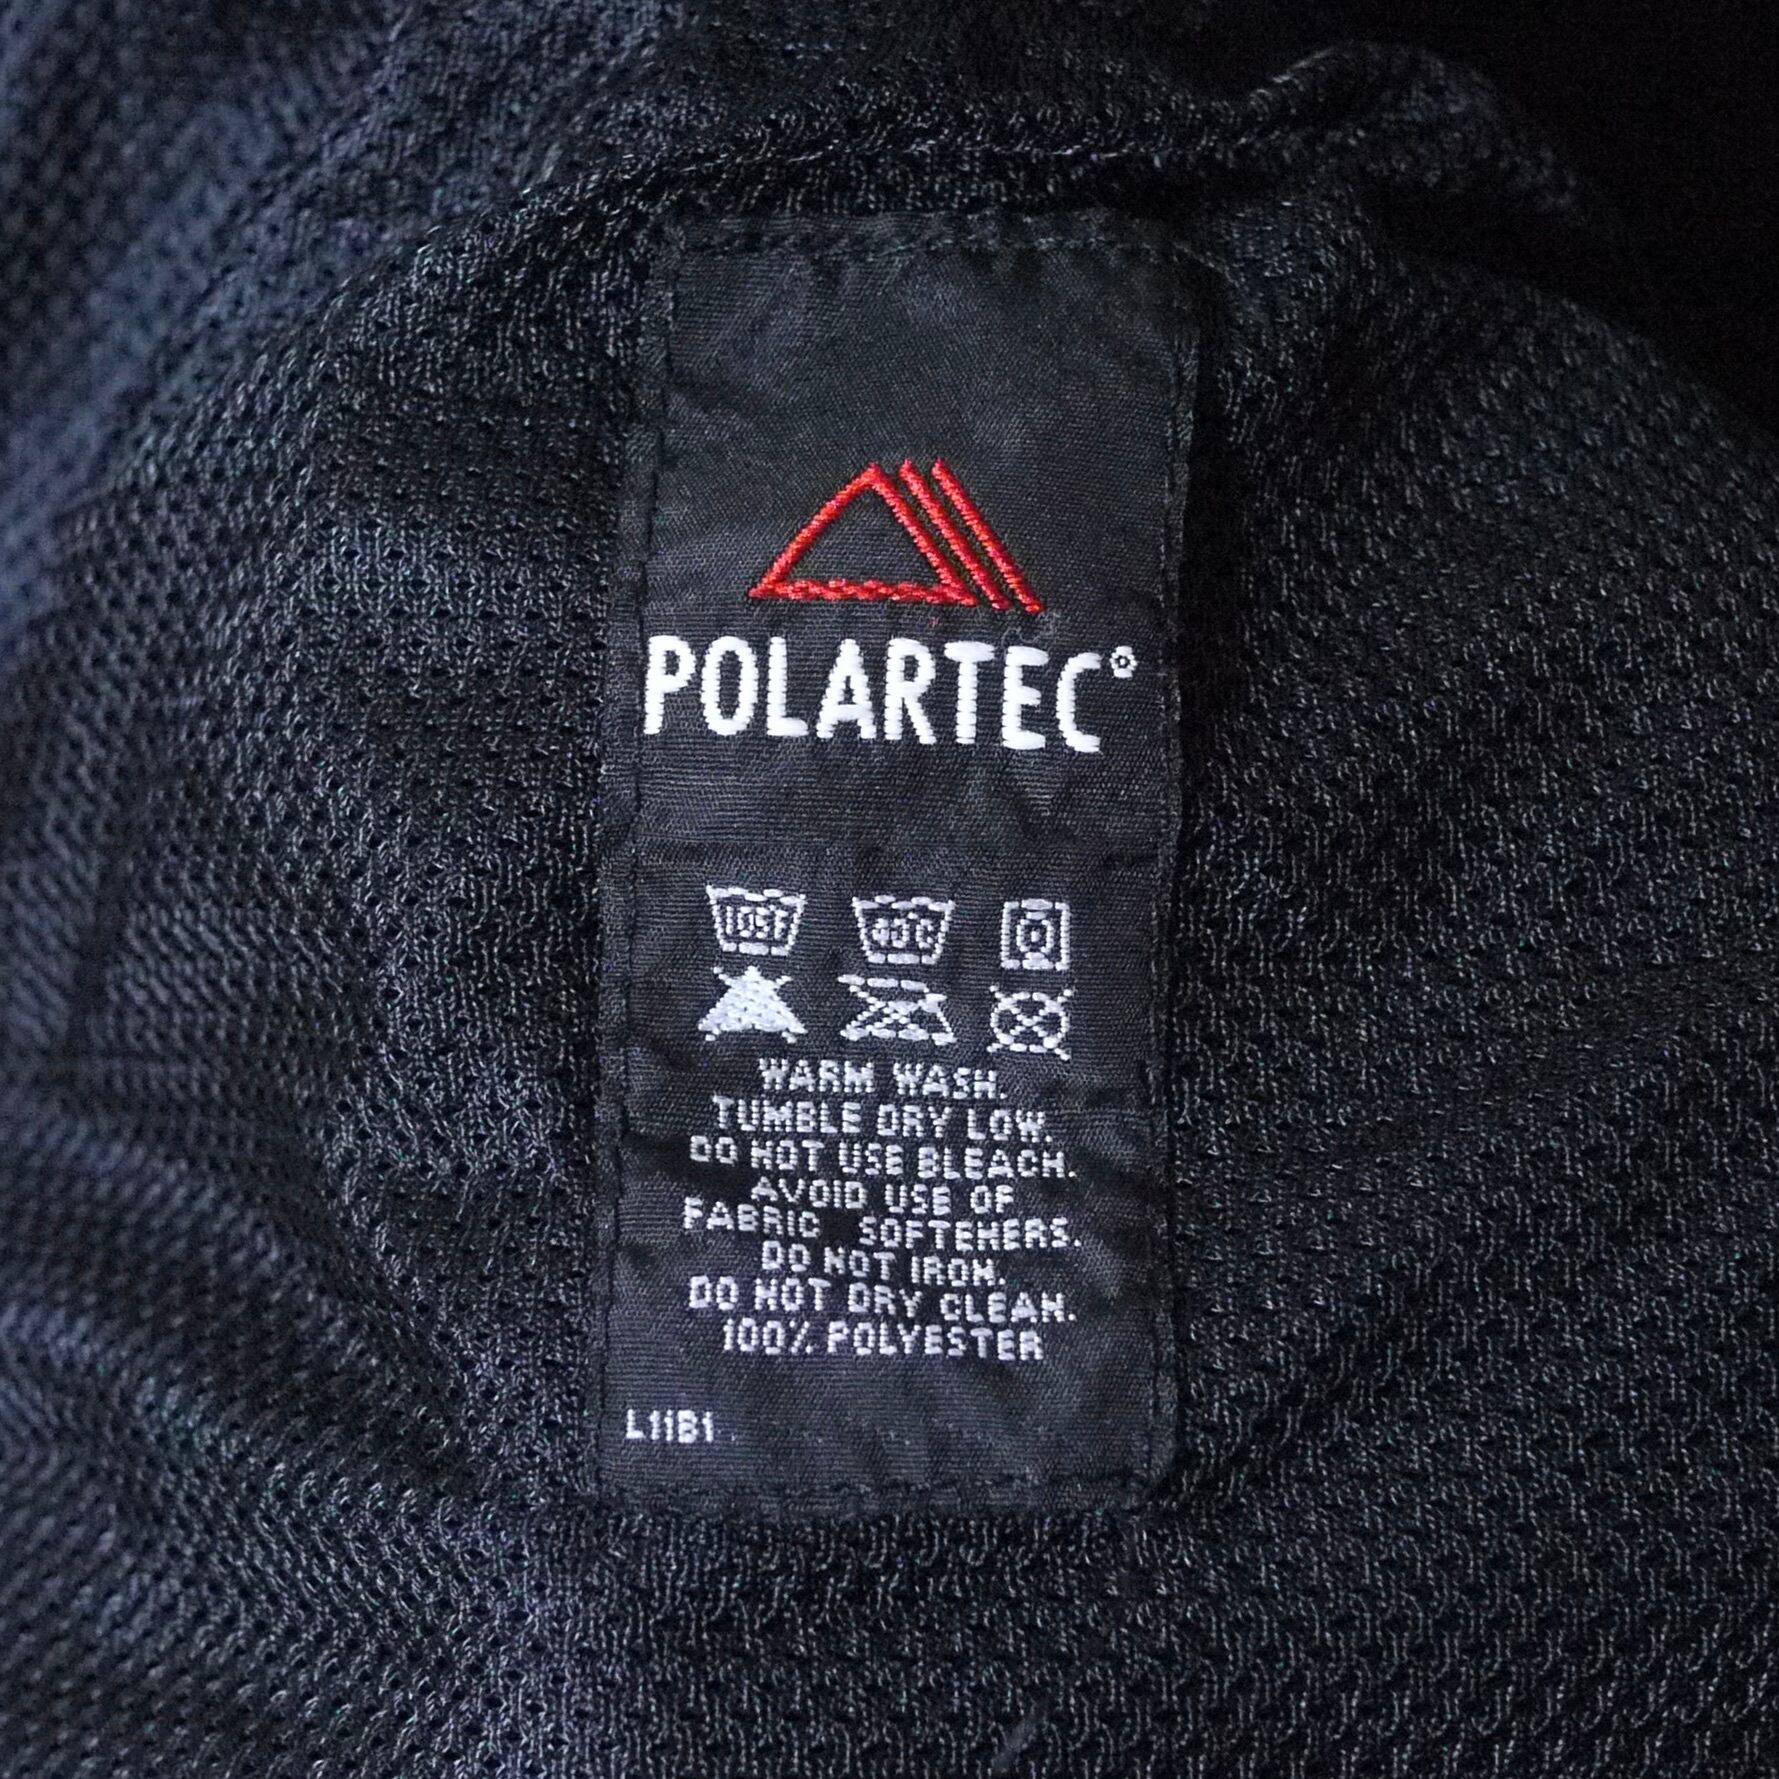 POLARTEC®
105F 40°C
WARM WASH.
TUMBLE DRY LOW.
DO NOT USE BLEACH.
AVOID USE OF
FABRIC SOFTENERS.
DO NOT IRON.
DO NOT DRY CLEAN.
100% POLYESTER
L11B1